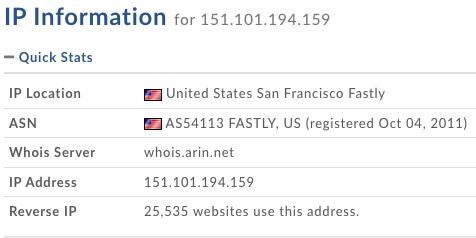 IP Information for 151.101.194.159
Quick Stats
IP Location United States San Francisco Fastly
ASN AS54113 FASTLY, US (registered Oct 04, 2011)
Whois Server whois.arin.net
IP Address 151.101.194.159
Reverse IP 25,535 websites use this address.